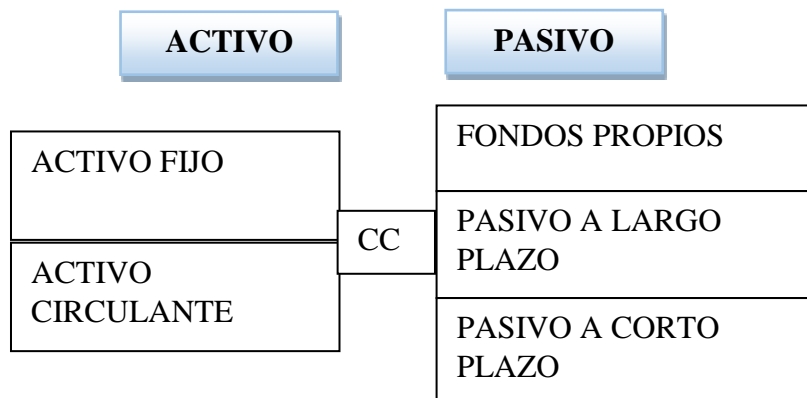 ACTIVO
PASIVO
ACTIVO FIJO
ACTIVO
CIRCULANTE
CC
FONDOS PROPIOS
PASIVO A LARGO
PLAZO
PASIVO A CORTO
PLAZO